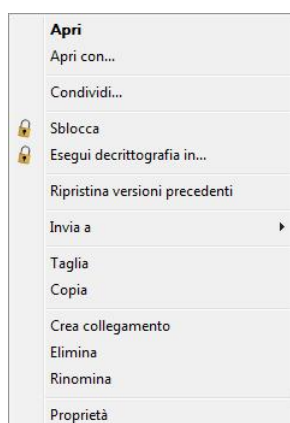 Apri
Apri con...
Condividi...
Sblocca
Esegui decrittografia in...
Ripristina versioni precedenti
Invia a
Taglia
Copia
Crea collegamento
Elimina
Rinomina
Proprietà